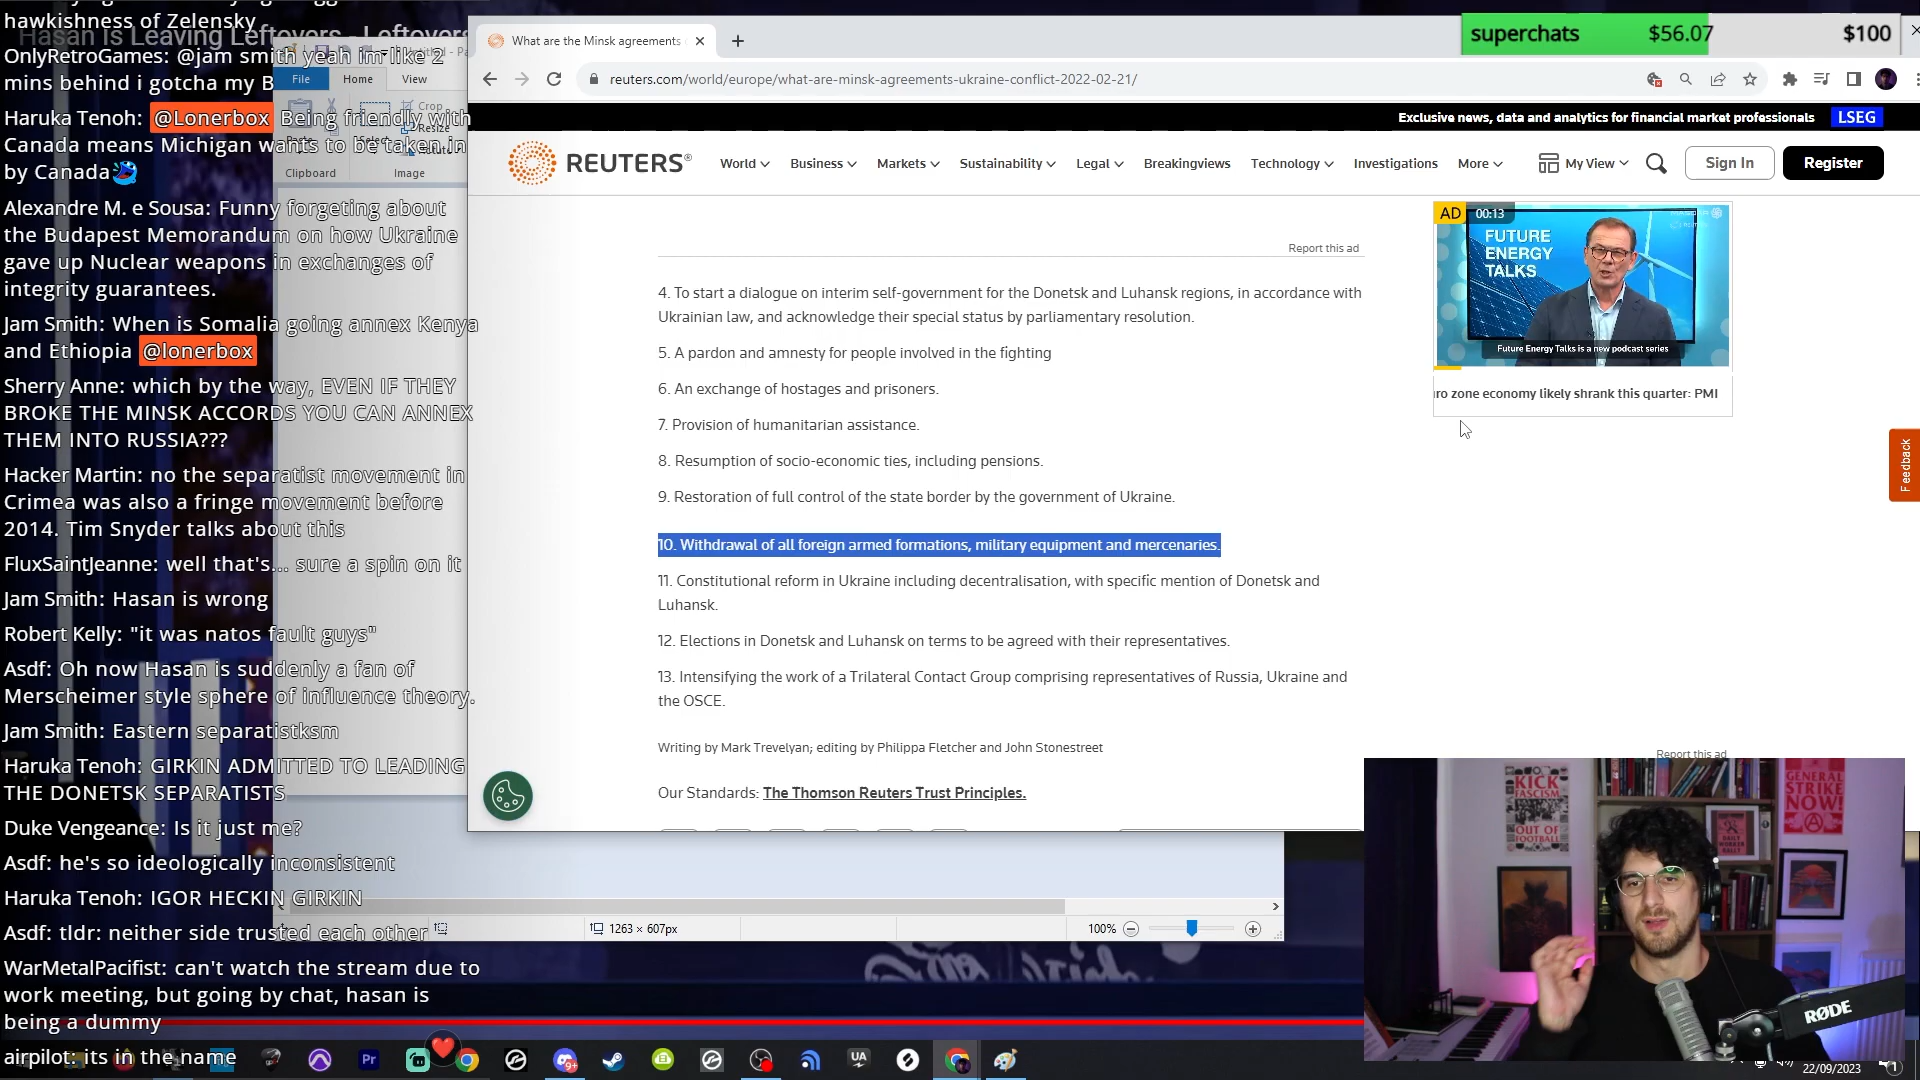 hawkishness of Zelensky
Hasan Is Leaving Leftovers - Leftovers
OnlyRetroGames: @jam smith yeah im like 2
mins behind i gotcha my B
Haruka Tenoh: @Lonerbox Being friendly with
Canada means Michigan wants to be taken in
by Canada
Alexandre M. e Sousa: Funny forgeting about
the Budapest Memorandum on how Ukraine
gave up Nuclear weapons in exchanges of
integrity guarantees.
Jam Smith: When is Somalia going annex Kenya
and Ethiopia @lonerbox
Sherry Anne: which by the way, EVEN IF THEY
BROKE THE MINSK ACCORDS YOU CAN ANNEX
THEM INTO RUSSIA???
Hacker Martin: no the separatist movement in
Crimea was also a fringe movement before
2014. Tim Snyder talks about this
FluxSaintJeanne: well that's... sure a spin on it
Jam Smith: Hasan is wrong
Robert Kelly: "it was natos fault guys"
Asdf: Oh now Hasan is suddenly a fan of
Merscheimer style sphere of influence theory.
Jam Smith: Eastern separatistksm
Haruka Tenoh: GIRKIN ADMITTED TO LEADING
THE DONETSK SEPARATISTS
Duke Vengeance: Is it just me?
Asdf: he's so ideologically inconsistent
Haruka Tenoh: IGOR HECKIN GIRKIN
Asdf: tldr: neither side trusted each other
WarMetalPacifist: can't watch the stream due to
work meeting, but going by chat, hasan is
being a dummy
airpilot: its in the name
File Home View
Crop
Resize
Select
Clipboard Image
1263 × 607px
100%
What are the Minsk agreements
superchats $56.07 $100
reuters.com/world/europe/what-are-minsk-agreements-ukraine-conflict-2022-02-21/
Exclusive news, data and analytics for financial market professionals LSEG
REUTERS® World Business Markets Sustainability Legal Breakingviews Technology Investigations More My View Sign In Register
Report this ad
4. To start a dialogue on interim self-government for the Donetsk and Luhansk regions, in accordance with
Ukrainian law, and acknowledge their special status by parliamentary resolution.
5. A pardon and amnesty for people involved in the fighting
6. An exchange of hostages and prisoners.
7. Provision of humanitarian assistance.
8. Resumption of socio-economic ties, including pensions.
9. Restoration of full control of the state border by the government of Ukraine.
10. Withdrawal of all foreign armed formations, military equipment and mercenaries.
11. Constitutional reform in Ukraine including decentralisation, with specific mention of Donetsk and
Luhansk.
12. Elections in Donetsk and Luhansk on terms to be agreed with their representatives.
13. Intensifying the work of a Trilateral Contact Group comprising representatives of Russia, Ukraine and
the OSCE.
Writing by Mark Trevelyan; editing by Philippa Fletcher and John Stonestreet
Our Standards: The Thomson Reuters Trust Principles.
AD 00:13
FUTURE
ENERGY
TALKS
Future Energy Talks is a new podcast series
ro zone economy likely shrank this quarter: PMI
Feedback
Report this ad
KICK
FASCISM
OUT OF
FOOTBALL
GENERAL
STRIKE
NOW!
DAILY
WORKER
RALLY
RØDE
Pr
UA
22/09/2023